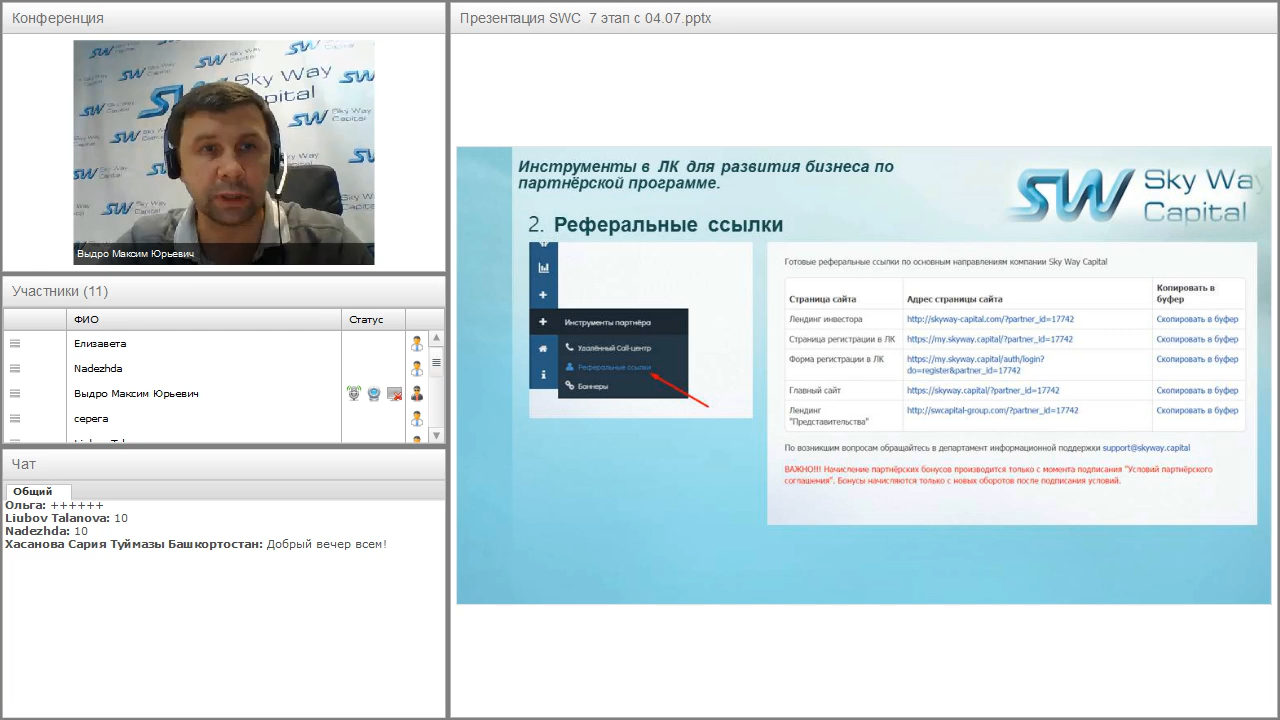 Конференция
Sky Way
Capital
Выдро Максим Юрьевич
Участники (11)
ФИО
Статус
Елизавета
Nadezhda
Выдро Максим Юрьевич
серега
Чат
Общий
Ольга: ++++++
Liubov Talanova: 10
Nadezhda: 10
Хасанова Сария Туймазы Башкортостан: Добрый вечер всем!
Презентация SWC 7 этап с 04.07.pptx
Инструменты в ЛК для развития бизнеса по
партнёрской программе.
SW Sky Way
Capital
2. Реферальные ссылки
Инструменты партнёра
Удалённый Call-центр
Реферальные ссылки
Баннеры
Готовые реферальные ссылки по основным направлениям компании Sky Way Capital
Страница сайта Адрес страницы сайта Копировать в
буфер
Лендинг инвестора http://skyway-capital.com/?partner_id=17742 Скопировать в буфер
Страница регистрации в ЛК https://my.skyway.capital/?partner_id=17742 Скопировать в буфер
Форма регистрации в ЛК https://my.skyway.capital/auth/login?
do=register&partner_id=17742 Скопировать в буфер
Главный сайт https://skyway.capital/?partner_id=17742 Скопировать в буфер
Лендинг
"Представительства" http://swcapital-group.com/?partner_id=17742 Скопировать в буфер
По возникшим вопросам обращайтесь в департамент информационной поддержки support@skyway.capital
ВАЖНО!!! Начисление партнёрских бонусов производится только с момента подписания "Условий партнёрского
соглашения". Бонусы начисляются только с новых оборотов после подписания условий.